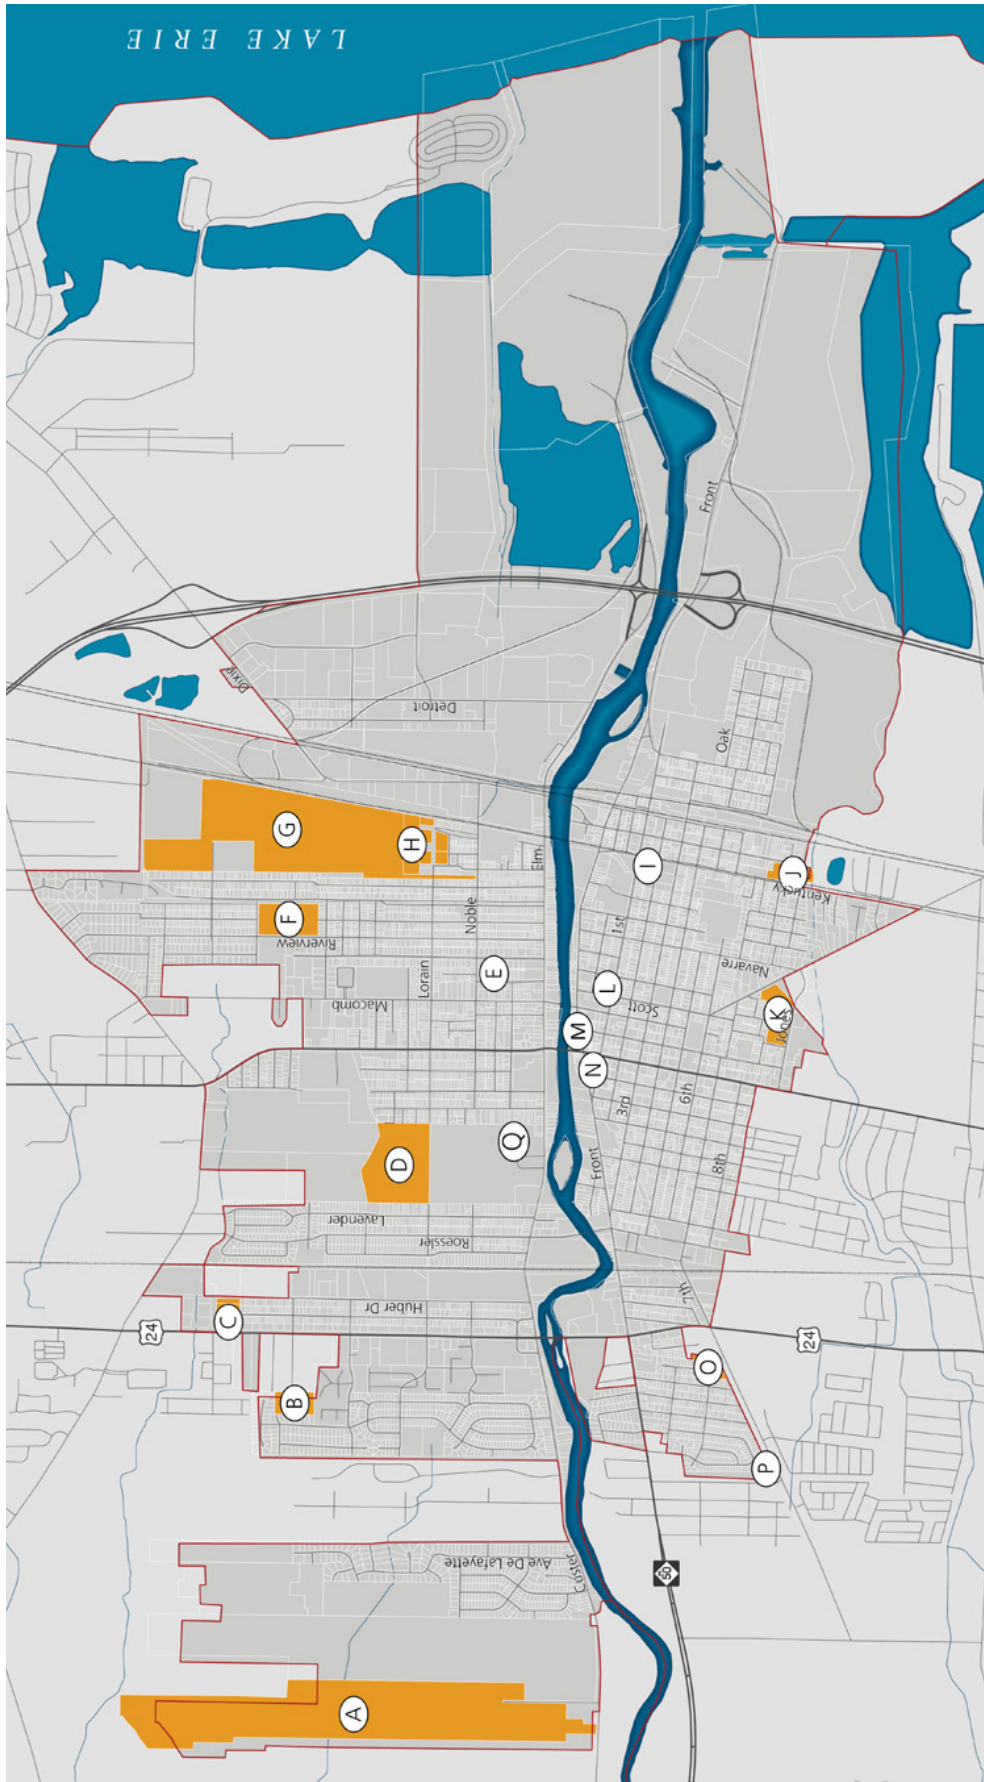 LAKE ERIE
Front
Dixie
Detroit
Oak
G
H
Elm
I
J
Kentucky
F
Riverview
Noble
1st
E
Lorain
Navarre
Macomb
L
Scott
K
Jones
M
N
3rd
6th
Q
D
Front
8th
Lavender
Roessler
7th
Huber Dr
C
24
24
O
B
P
Ave De Lafayette
Custer
50
A